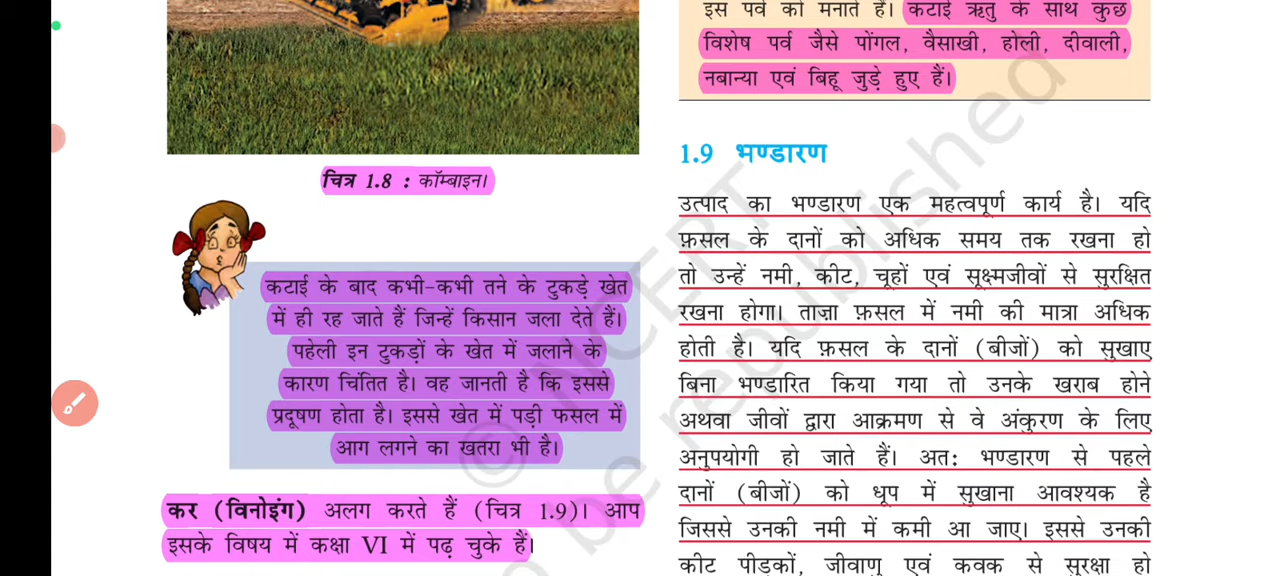 चित्र 1.8 : कॉम्बाइन।
कटाई के बाद कभी-कभी तने के टुकड़े खेत
में ही रह जाते हैं जिन्हें किसान जला देते हैं।
पहेली इन टुकड़ों के खेत में जलाने के
कारण चिंतित है। वह जानती है कि इससे
प्रदूषण होता है। इससे खेत में पड़ी फसल में
आग लगने का खतरा भी है।
कर (विनोइंग) अलग करते हैं (चित्र 1.9)। आप
इसके विषय में कक्षा VI में पढ़ चुके हैं।
इस पर्व को मनाते हैं। कटाई ऋतु के साथ कुछ
विशेष पर्व जैसे पोंगल, वैसाखी, होली, दीवाली,
नबान्या एवं बिहू जुड़े हुए हैं।
1.9 भण्डारण
उत्पाद का भण्डारण एक महत्वपूर्ण कार्य है। यदि
फ़सल के दानों को अधिक समय तक रखना हो
तो उन्हें नमी, कीट, चूहों एवं सूक्ष्मजीवों से सुरक्षित
रखना होगा। ताज़ा फ़सल में नमी की मात्रा अधिक
होती है। यदि फ़सल के दानों (बीजों) को सुखाए
बिना भण्डारित किया गया तो उनके खराब होने
अथवा जीवों द्वारा आक्रमण से वे अंकुरण के लिए
अनुपयोगी हो जाते हैं। अत: भण्डारण से पहले
दानों (बीजों) को धूप में सुखाना आवश्यक है
जिससे उनकी नमी में कमी आ जाए। इससे उनकी
कीट पीड़कों, जीवाणु एवं कवक से सुरक्षा हो
© NCERT
be republished